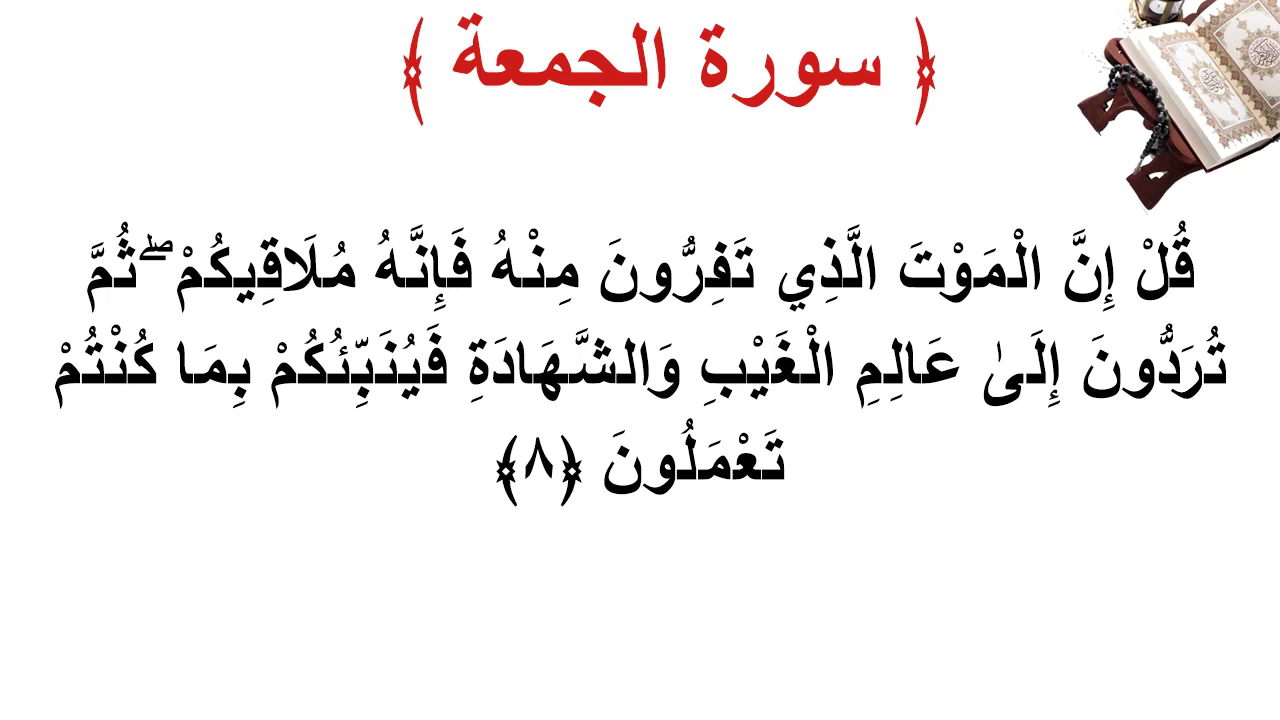 ﴿ سورة الجمعة ﴾
قُلْ إِنَّ الْمَوْتَ الَّذِي تَفِرُّونَ مِنْهُ فَإِنَّهُ مُلَاقِيكُمْ ۖ ثُمَّ
تُرَدُّونَ إِلَىٰ عَالِمِ الْغَيْبِ وَالشَّهَادَةِ فَيُنَبِّئُكُمْ بِمَا كُنْتُمْ
تَعْمَلُونَ ﴿٨﴾